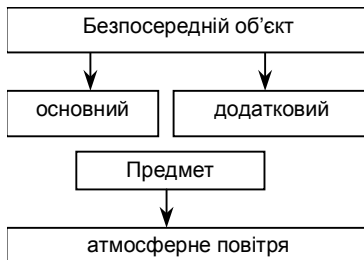 Безпосередній об’єкт
основний
додатковий
Предмет
атмосферне повітря